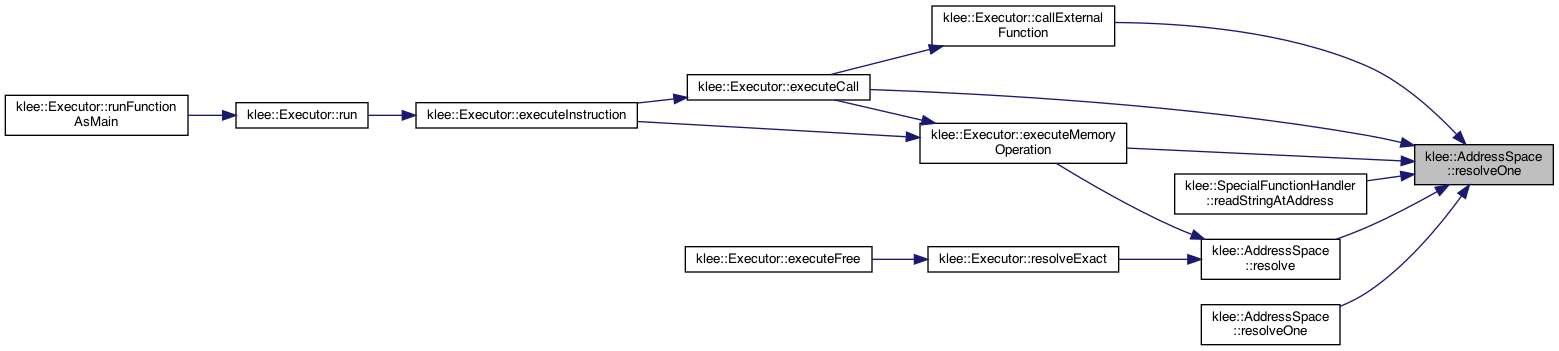 klee::Executor::runFunction
AsMain
klee::Executor::run
klee::Executor::executeInstruction
klee::Executor::executeCall
klee::Executor::callExternal
Function
klee::Executor::executeMemory
Operation
klee::SpecialFunctionHandler
::readStringAtAddress
klee::Executor::executeFree
klee::Executor::resolveExact
klee::AddressSpace
::resolve
klee::AddressSpace
::resolveOne
klee::AddressSpace
::resolveOne